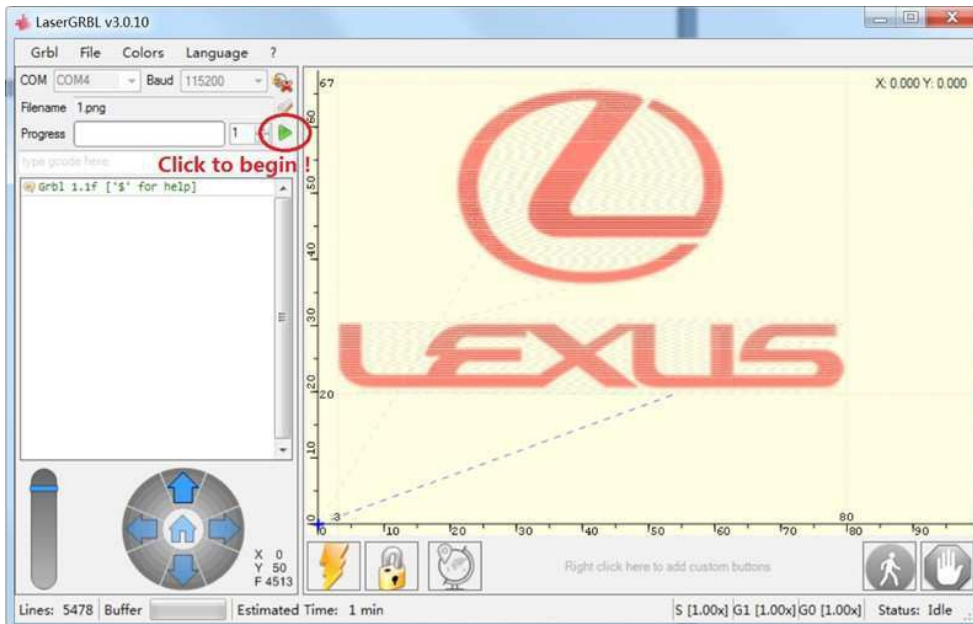 LaserGRBL v3.0.10
Grbl File Colors Language ?
COM COM4 Baud 115200
Filename 1.png
Progress 1
type gcode here
Click to begin !
Grbl 1.1f ['$' for help]
X 0
Y 50
F 4513
X: 0.000 Y: 0.000
67
60
50
40
30
20
20
10
0
LEXUS
-3 80
0 10 20 30 40 50 60 70 80 90
Right click here to add custom buttons
Lines: 5478 Buffer Estimated Time: 1 min S [1.00x] G1 [1.00x] G0 [1.00x] Status: Idle